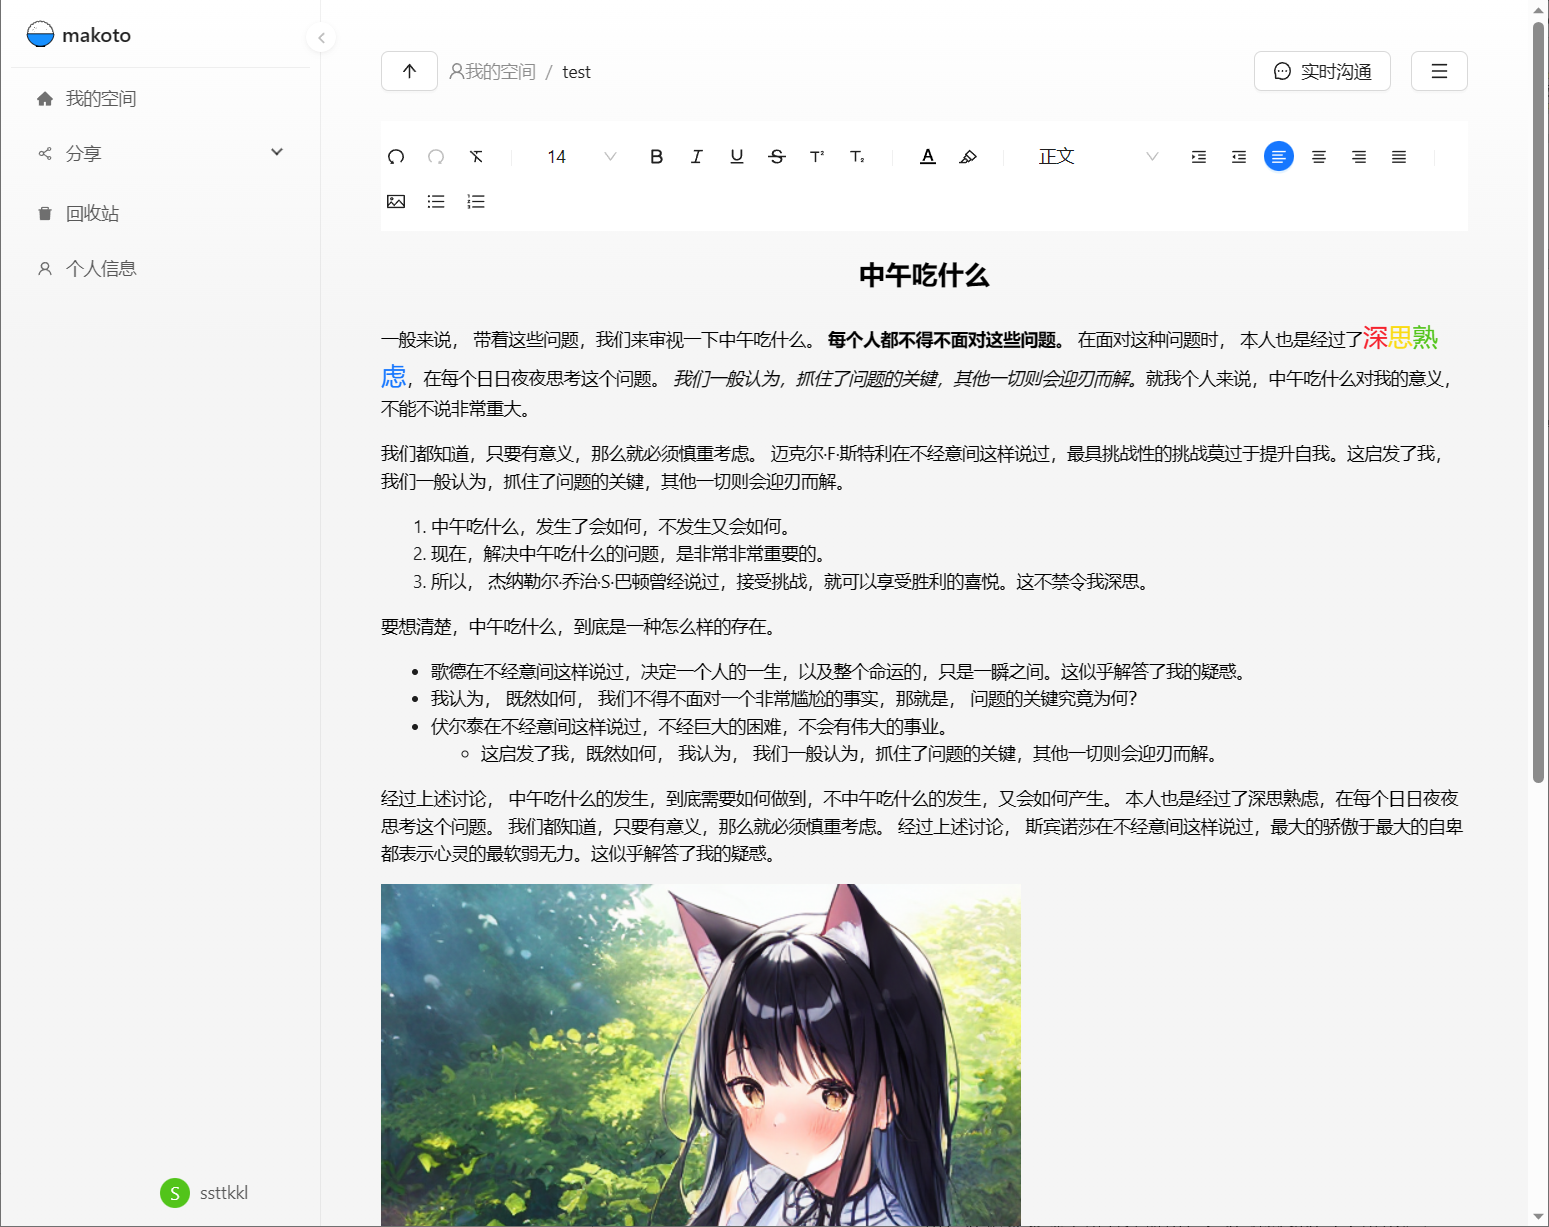 makoto
我的空间
分享
回收站
个人信息
我的空间 / test
实时沟通
14
正文
中午吃什么
一般来说， 带着这些问题，我们来审视一下中午吃什么。 每个人都不得不面对这些问题。 在面对这种问题时， 本人也是经过了深思熟
虑，在每个日日夜夜思考这个问题。 我们一般认为，抓住了问题的关键，其他一切则会迎刃而解。就我个人来说，中午吃什么对我的意义，
不能不说非常重大。
我们都知道，只要有意义，那么就必须慎重考虑。 迈克尔·F·斯特利在不经意间这样说过，最具挑战性的挑战莫过于提升自我。这启发了我，
我们一般认为，抓住了问题的关键，其他一切则会迎刃而解。
1. 中午吃什么，发生了会如何，不发生又会如何。
2. 现在，解决中午吃什么的问题，是非常非常重要的。
3. 所以， 杰纳勒尔·乔治·S·巴顿曾经说过，接受挑战，就可以享受胜利的喜悦。这不禁令我深思。
要想清楚，中午吃什么，到底是一种怎么样的存在。
• 歌德在不经意间这样说过，决定一个人的一生，以及整个命运的，只是一瞬之间。这似乎解答了我的疑惑。
• 我认为， 既然如何， 我们不得不面对一个非常尴尬的事实，那就是， 问题的关键究竟为何？
• 伏尔泰在不经意间这样说过，不经巨大的困难，不会有伟大的事业。
◦ 这启发了我，既然如何， 我认为， 我们一般认为，抓住了问题的关键，其他一切则会迎刃而解。
经过上述讨论， 中午吃什么的发生，到底需要如何做到，不中午吃什么的发生，又会如何产生。 本人也是经过了深思熟虑，在每个日日夜夜
思考这个问题。 我们都知道，只要有意义，那么就必须慎重考虑。 经过上述讨论， 斯宾诺莎在不经意间这样说过，最大的骄傲于最大的自卑
都表示心灵的最软弱无力。这似乎解答了我的疑惑。
S ssttkkl